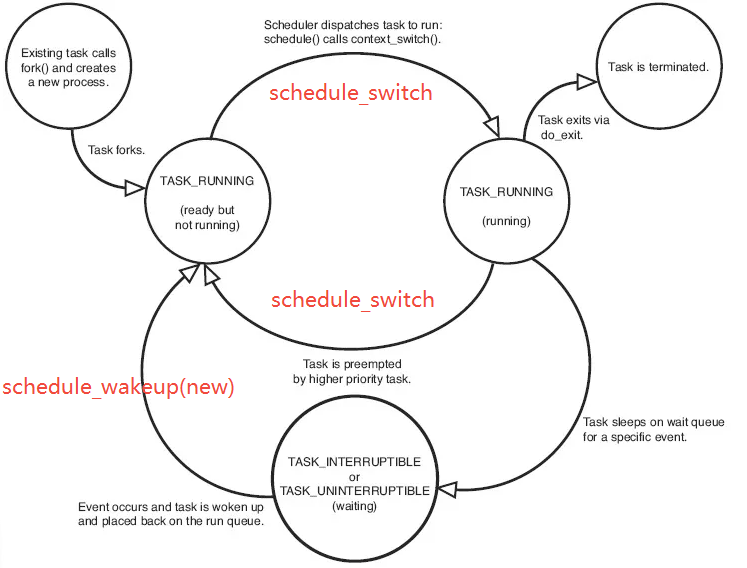 Scheduler dispatches task to run:
schedule() calls context_switch().
Existing task calls
fork() and creates
a new process.
Task is terminated.
schedule_switch
Task exits via
do_exit.
Task forks.
TASK_RUNNING
(ready but
not running)
TASK_RUNNING
(running)
schedule_switch
Task is preempted
by higher priority task.
schedule_wakeup(new)
Task sleeps on wait queue
for a specific event.
TASK_INTERRUPTIBLE
or
TASK_UNINTERRUPTIBLE
(waiting)
Event occurs and task is woken up
and placed back on the run queue.